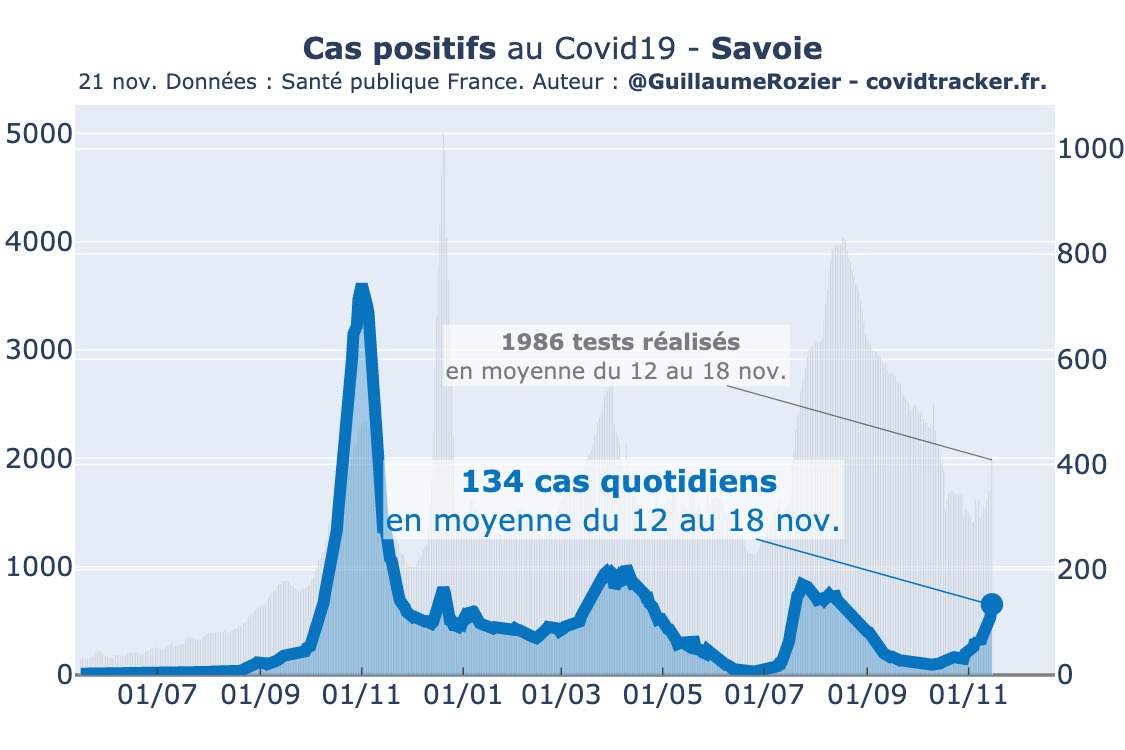 Cas positifs au Covid19 - Savoie
21 nov. Données : Santé publique France. Auteur : @GuillaumeRozier - covidtracker.fr.
5000
4000
3000
2000
1000
0
1000
800
600
400
200
0
1986 tests réalisés
en moyenne du 12 au 18 nov.
134 cas quotidiens
en moyenne du 12 au 18 nov.
01/07 01/09 01/11 01/01 01/03 01/05 01/07 01/09 01/11